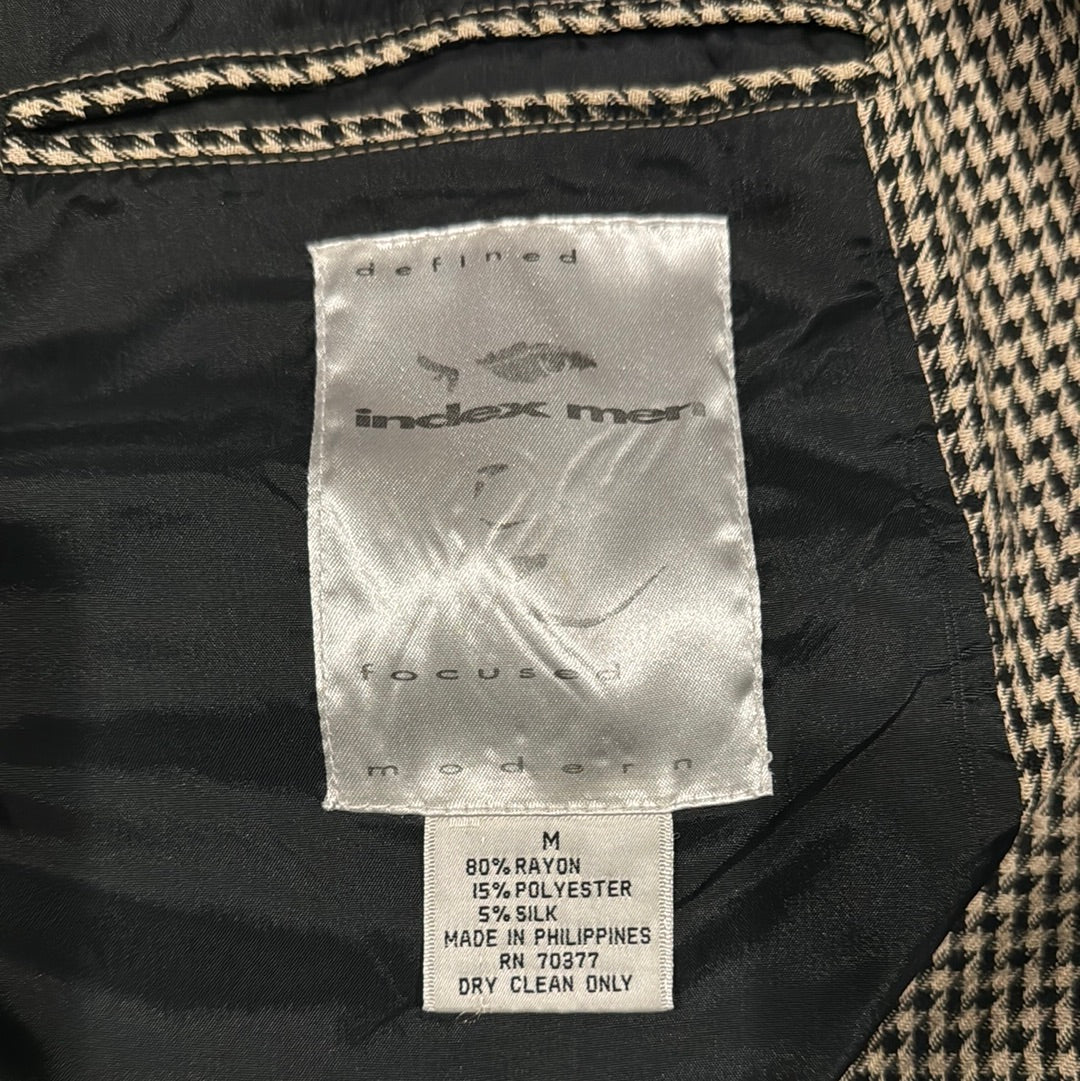 defined
index men
focused
modern
M
80% RAYON
15% POLYESTER
5% SILK
MADE IN PHILIPPINES
RN 70377
DRY CLEAN ONLY